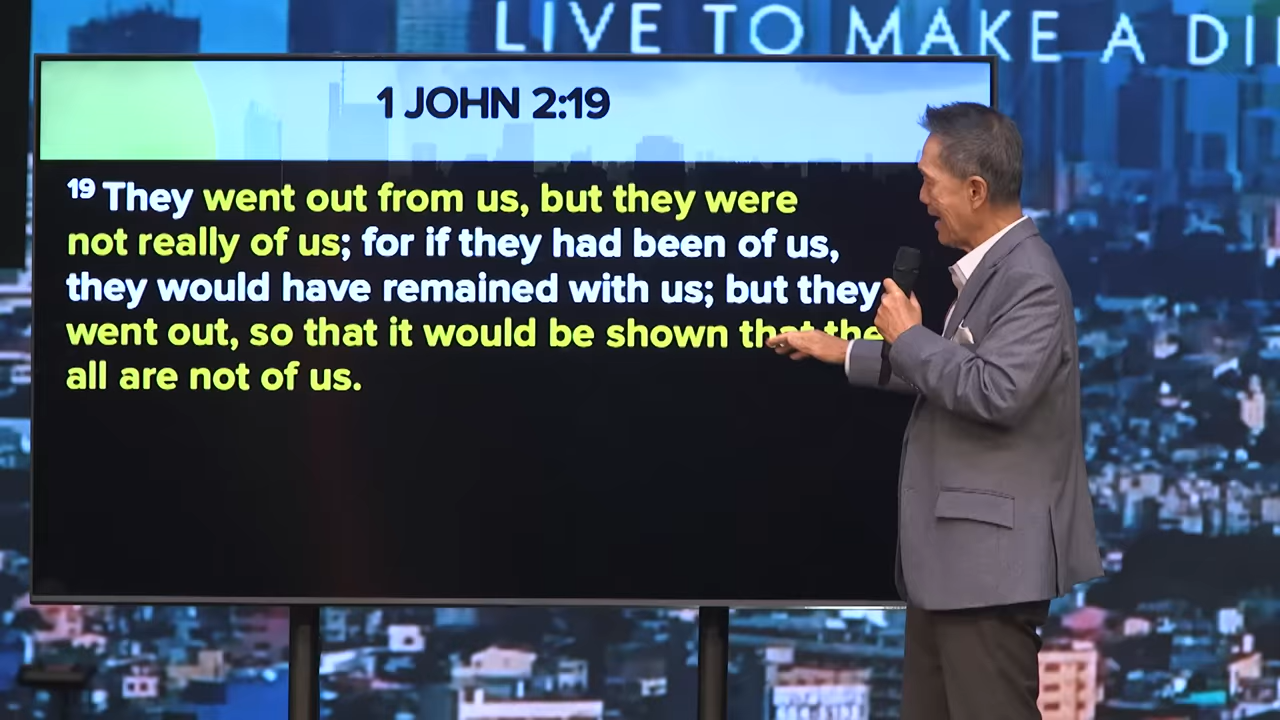 LIVE TO MAKE A DI
1 JOHN 2:19
19 They went out from us, but they were
not really of us; for if they had been of us,
they would have remained with us; but they
went out, so that it would be shown that the
all are not of us.